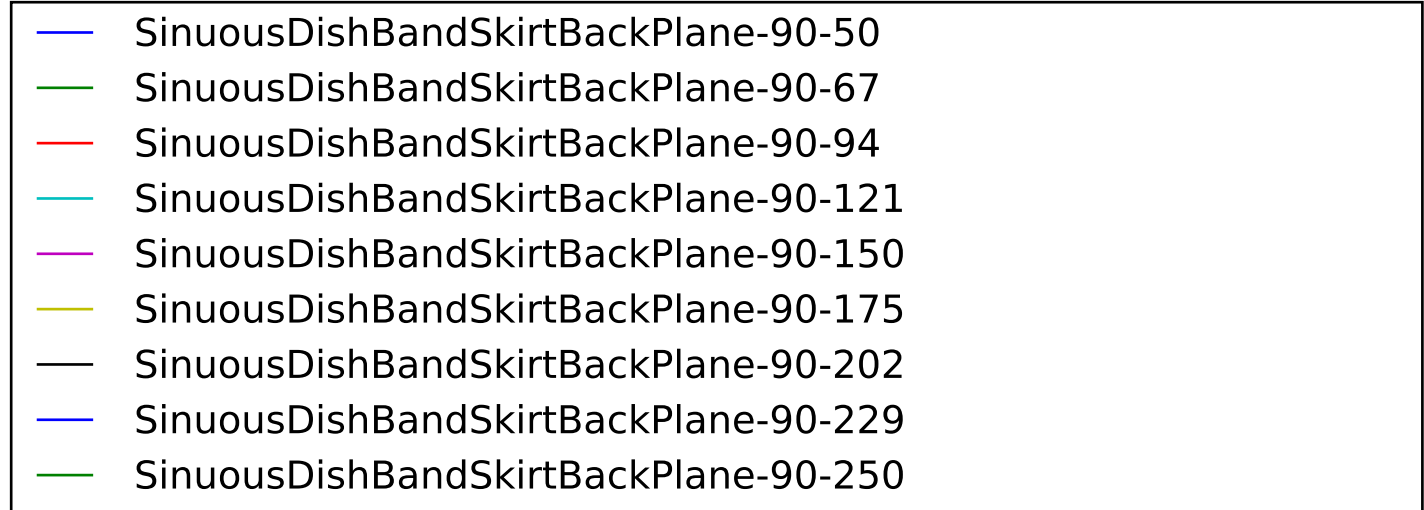 SinuousDishBandSkirtBackPlane-90-50
SinuousDishBandSkirtBackPlane-90-67
SinuousDishBandSkirtBackPlane-90-94
SinuousDishBandSkirtBackPlane-90-121
SinuousDishBandSkirtBackPlane-90-150
SinuousDishBandSkirtBackPlane-90-175
SinuousDishBandSkirtBackPlane-90-202
SinuousDishBandSkirtBackPlane-90-229
SinuousDishBandSkirtBackPlane-90-250